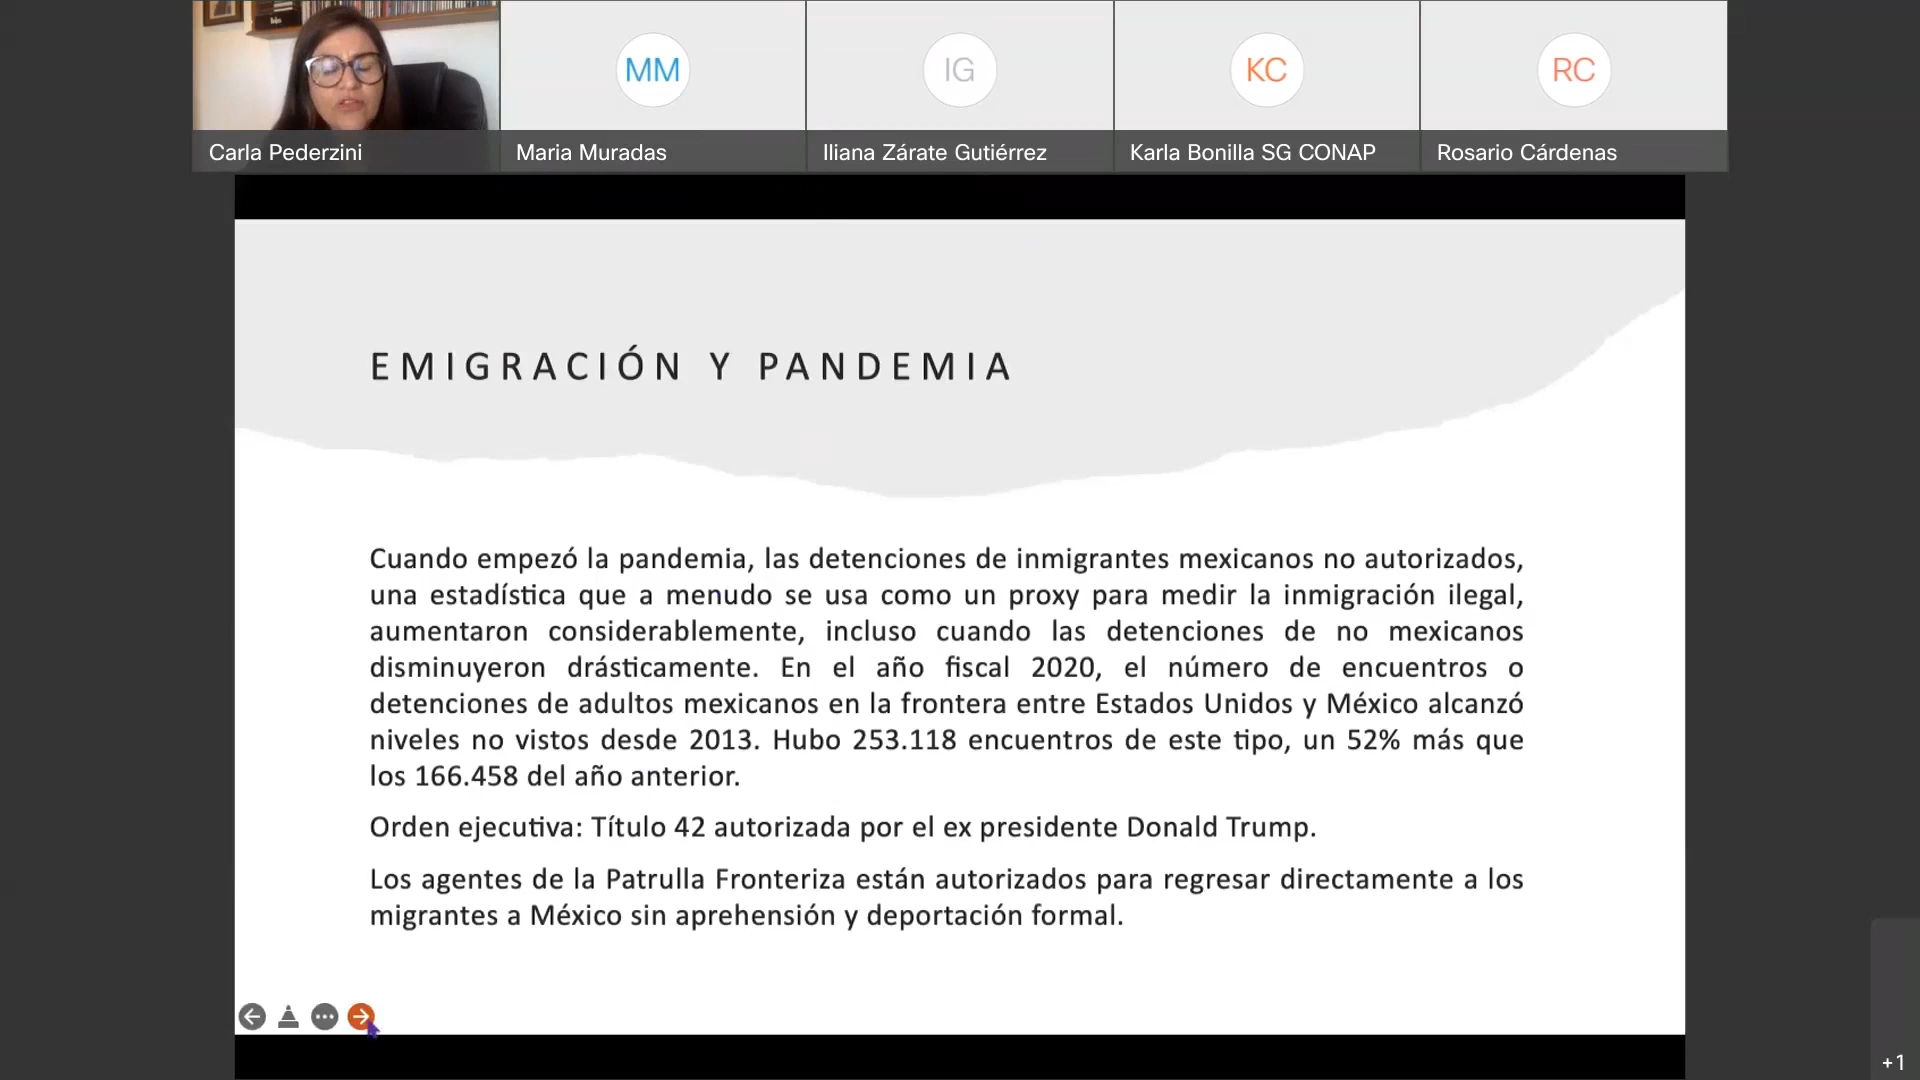 MM
IG
KC
RC
Carla Pederzini
Maria Muradas
Iliana Zárate Gutiérrez
Karla Bonilla SG CONAP
Rosario Cárdenas
EMIGRACIÓN Y PANDEMIA
Cuando empezó la pandemia, las detenciones de inmigrantes mexicanos no autorizados,
una estadística que a menudo se usa como un proxy para medir la inmigración ilegal,
aumentaron considerablemente, incluso cuando las detenciones de no mexicanos
disminuyeron drásticamente. En el año fiscal 2020, el número de encuentros o
detenciones de adultos mexicanos en la frontera entre Estados Unidos y México alcanzó
niveles no vistos desde 2013. Hubo 253.118 encuentros de este tipo, un 52% más que
los 166.458 del año anterior.
Orden ejecutiva: Título 42 autorizada por el ex presidente Donald Trump.
Los agentes de la Patrulla Fronteriza están autorizados para regresar directamente a los
migrantes a México sin aprehensión y deportación formal.
+1